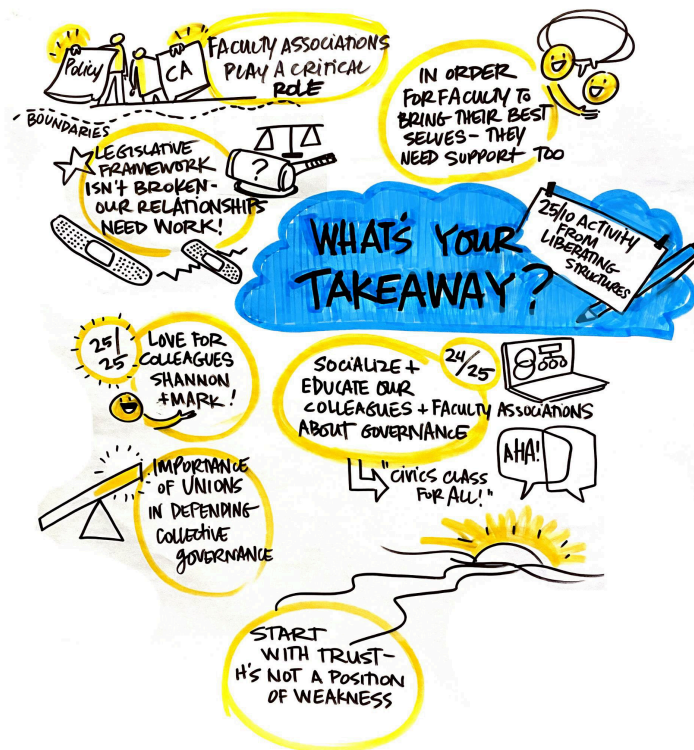 Policy
CA
FACULTY ASSOCIATIONS
PLAY A CRITICAL
ROLE
BOUNDARIES
IN ORDER
FOR FACULTY TO
BRING THEIR BEST
SELVES - THEY
NEED SUPPORT TOO
LEGISLATIVE
FRAMEWORK
ISN'T BROKEN -
OUR RELATIONSHIPS
NEED WORK!
?
WHAT'S YOUR
TAKEAWAY?
25/10 ACTIVITY
FROM
LIBERATING
STRUCTURES
25/25
LOVE FOR
COLLEAGUES
SHANNON
+ MARK!
24/25
SOCIALIZE +
EDUCATE OUR
COLLEAGUES + FACULTY ASSOCIATIONS
ABOUT GOVERNANCE
"CIVICS CLASS
FOR ALL!"
AHA!
IMPORTANCE
OF UNIONS
IN DEFENDING
COLLECTIVE
GOVERNANCE
START
WITH TRUST -
IT'S NOT A POSITION
OF WEAKNESS